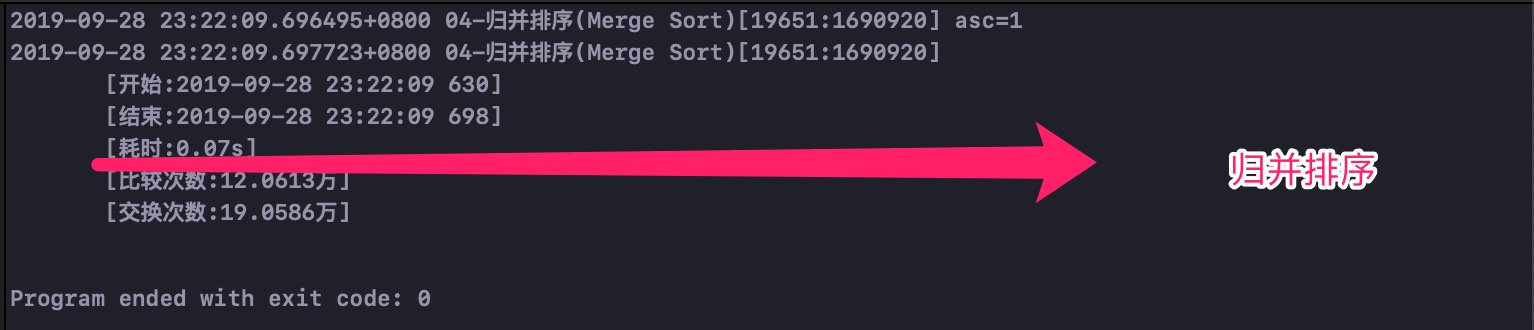 2019-09-28 23:22:09.696495+0800 04-归并排序(Merge Sort)[19651:1690920] asc=1
2019-09-28 23:22:09.697723+0800 04-归并排序(Merge Sort)[19651:1690920]
[开始:2019-09-28 23:22:09 630]
[结束:2019-09-28 23:22:09 698]
[耗时:0.07s]
[比较次数:12.0613万]
[交换次数:19.0586万]
归并排序
Program ended with exit code: 0